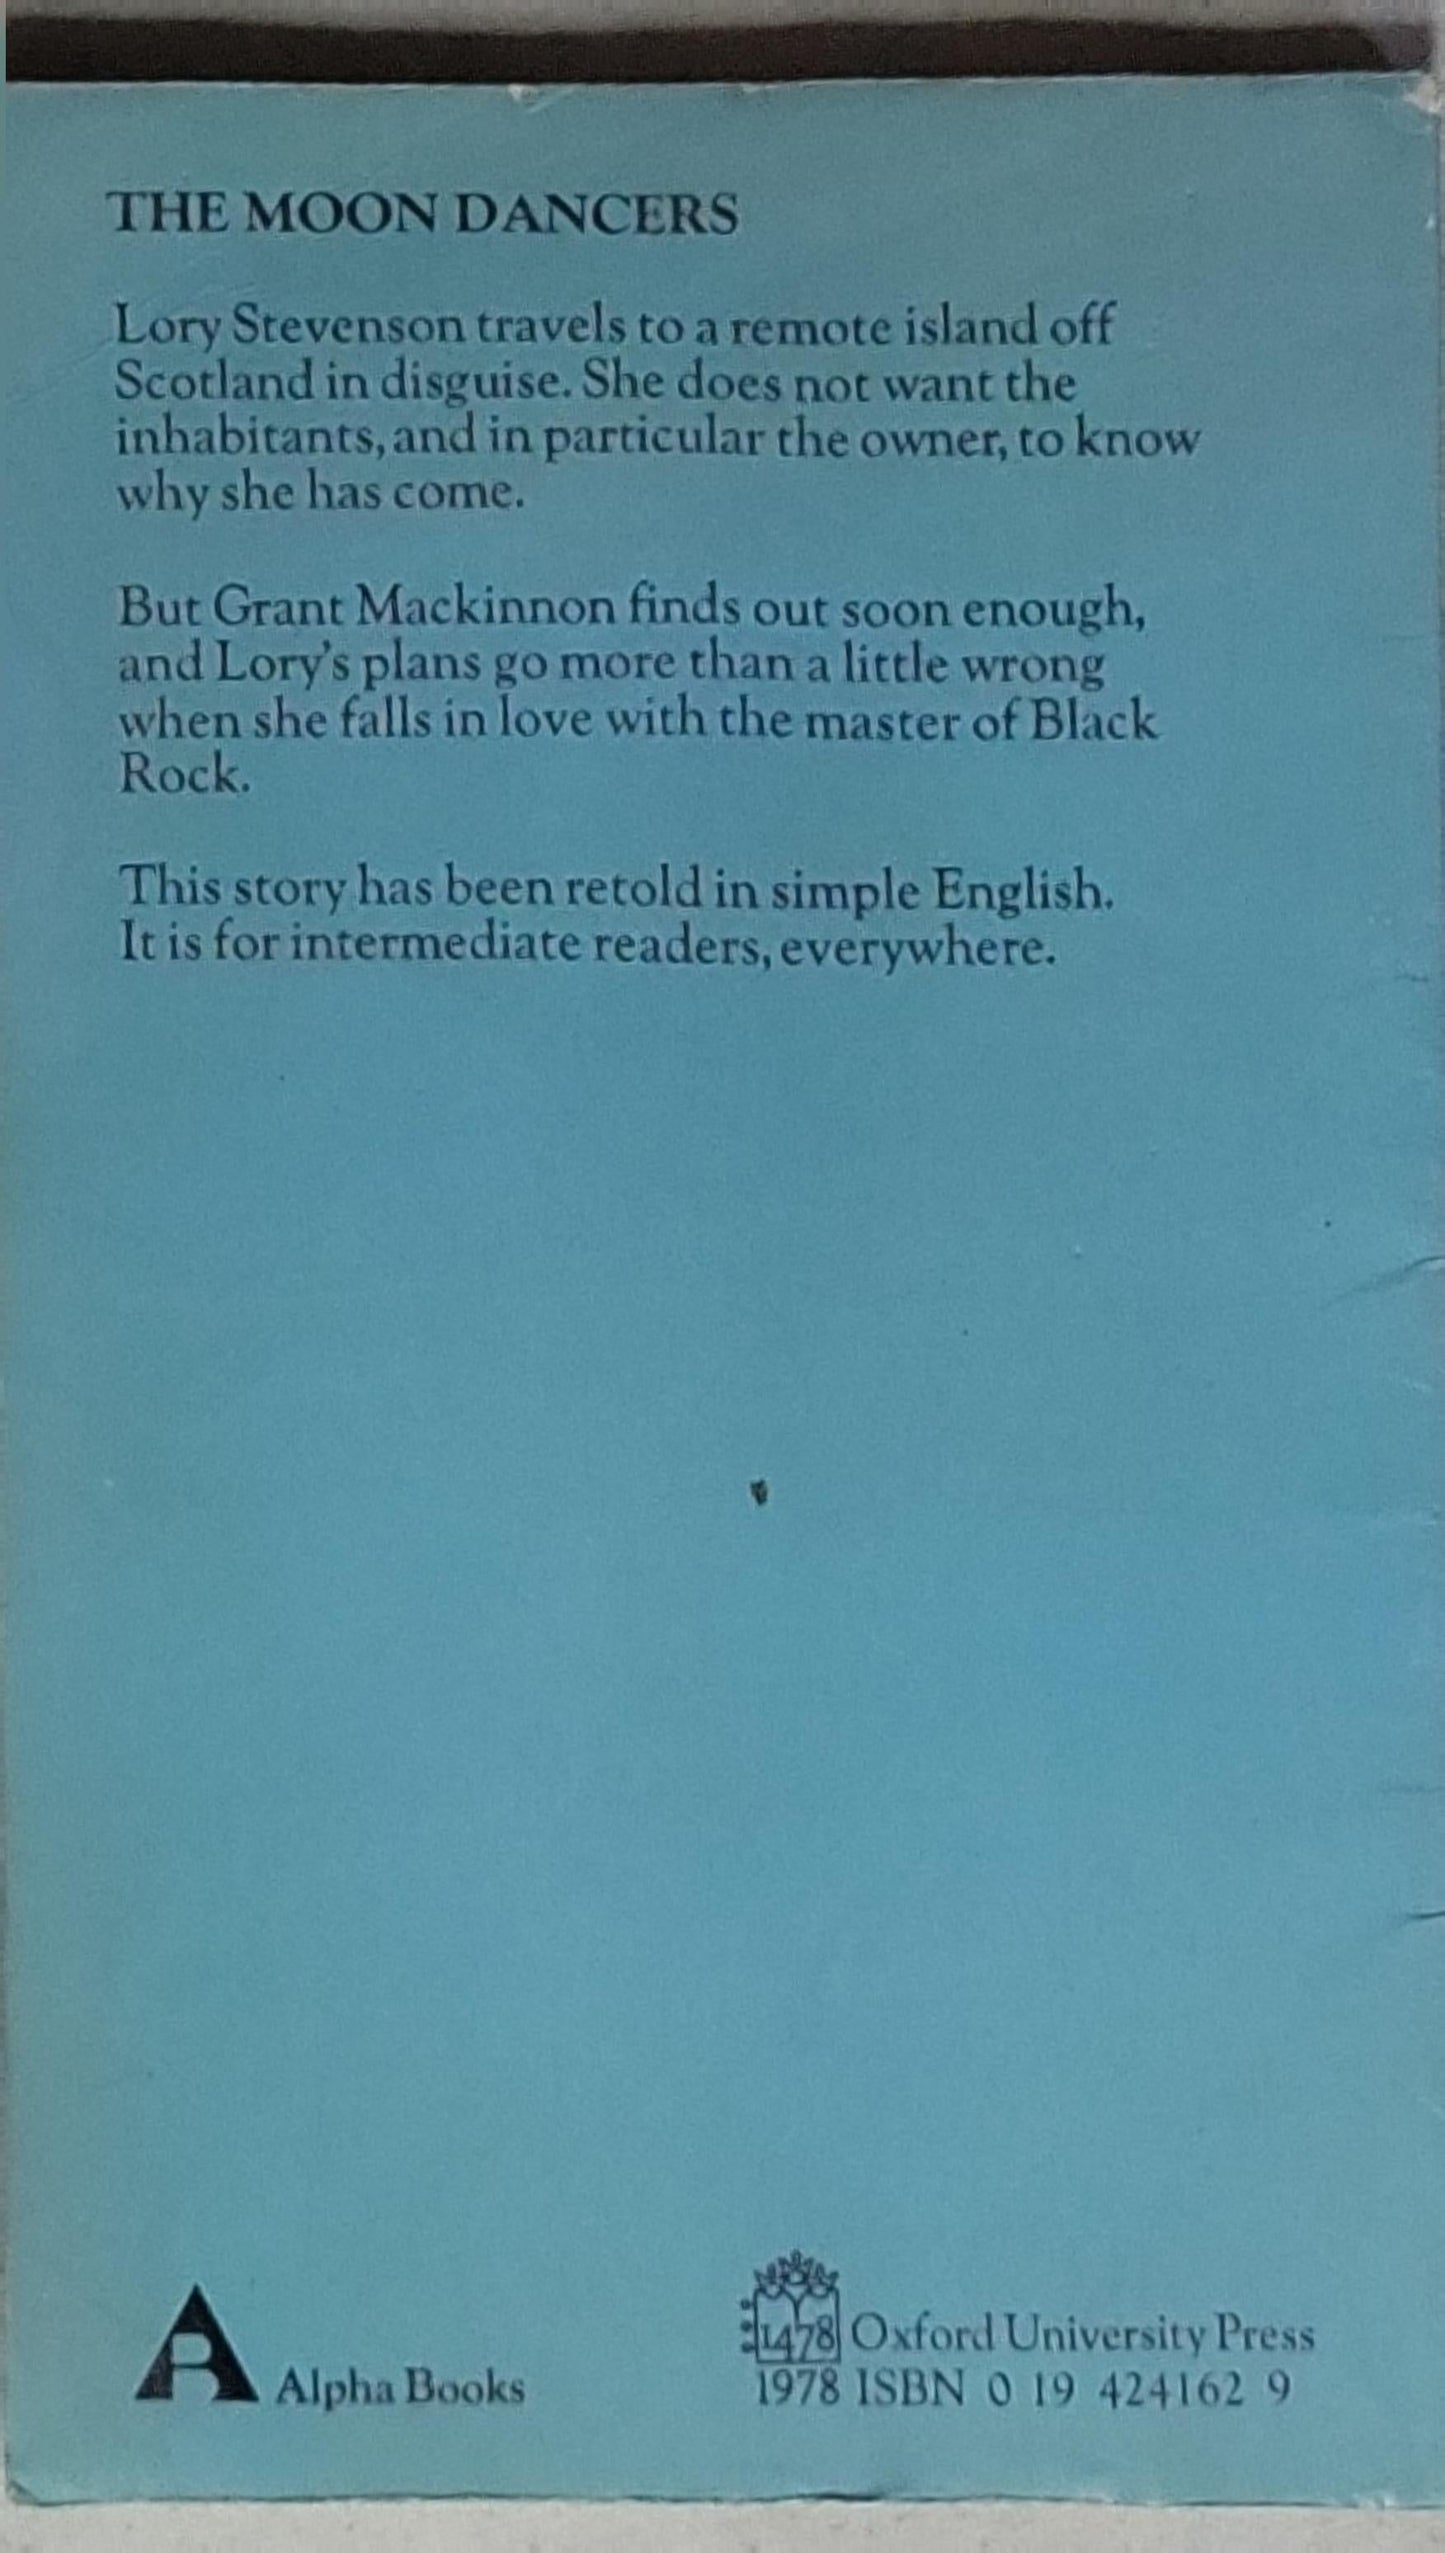 THE MOON DANCERS
Lory Stevenson travels to a remote island off
Scotland in disguise. She does not want the
inhabitants, and in particular the owner, to know
why she has come.
But Grant Mackinnon finds out soon enough,
and Lory's plans go more than a little wrong
when she falls in love with the master of Black
Rock.
This story has been retold in simple English.
It is for intermediate readers, everywhere.
Alpha Books
1478 Oxford University Press
1978 ISBN 0 19 424162 9